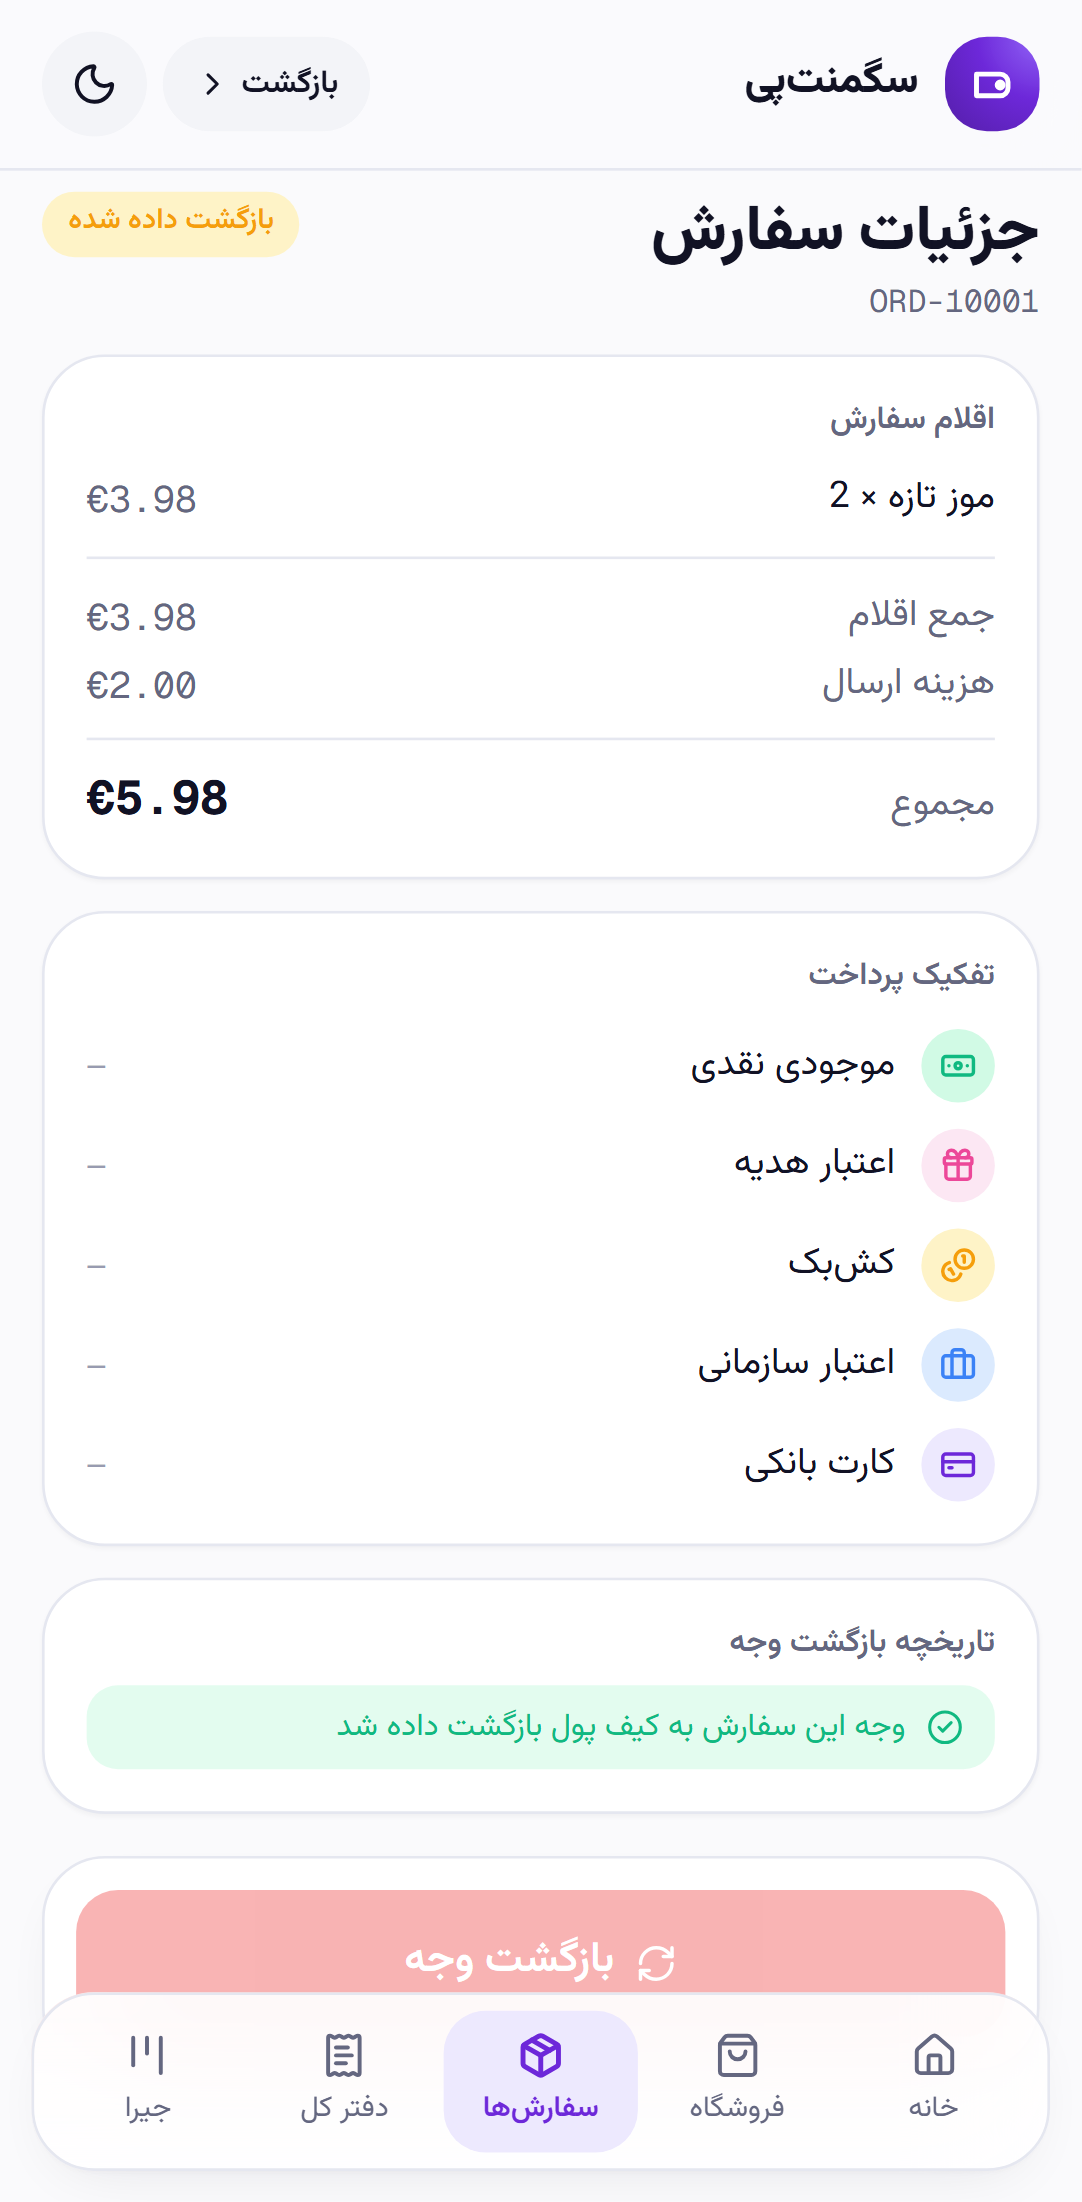 سگمنت‌پی
بازگشت
جزئیات سفارش
بازگشت داده شده
ORD-10001
اقلام سفارش
موز تازه × 2 €3.98
جمع اقلام €3.98
هزینه ارسال €2.00
مجموع €5.98
تفکیک پرداخت
موجودی نقدی –
اعتبار هدیه –
کش‌بک –
اعتبار سازمانی –
کارت بانکی –
تاریخچه بازگشت وجه
وجه این سفارش به کیف پول بازگشت داده شد
بازگشت وجه
خانه
فروشگاه
سفارش‌ها
دفتر کل
جیرا